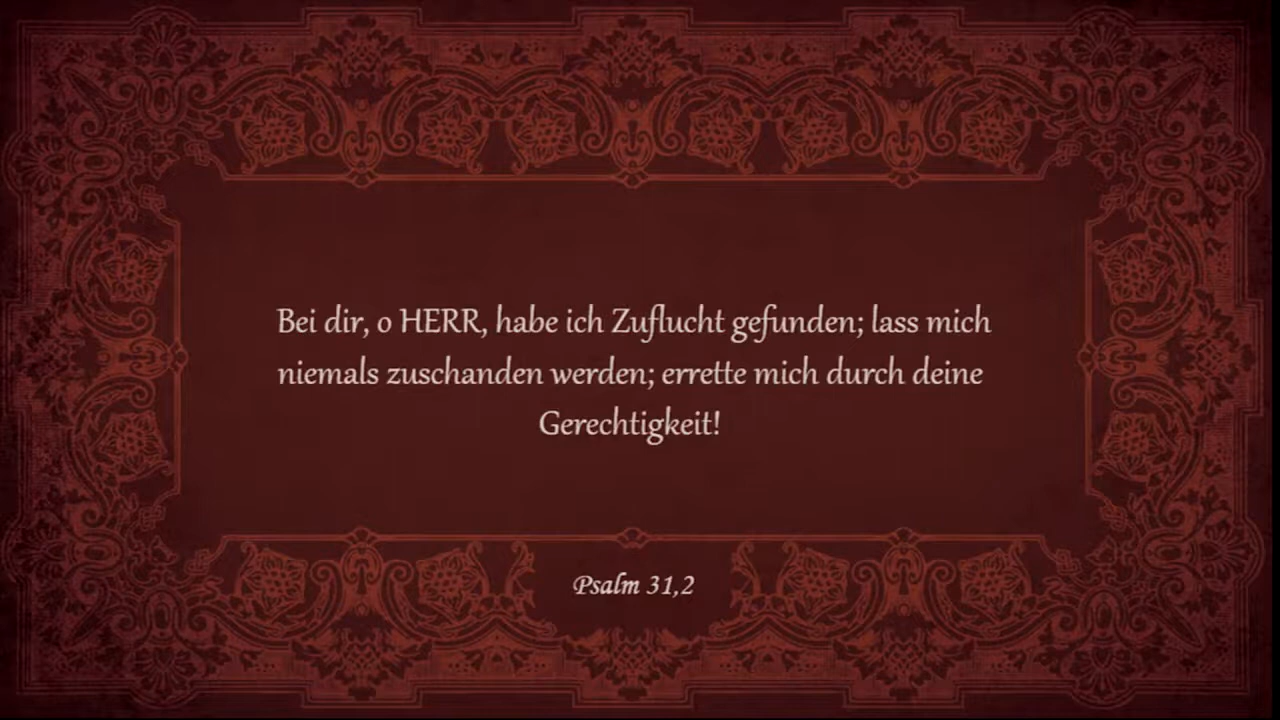 Bei dir, o HERR, habe ich Zuflucht gefunden; lass mich
niemals zuschanden werden; errette mich durch deine
Gerechtigkeit!
Psalm 31,2